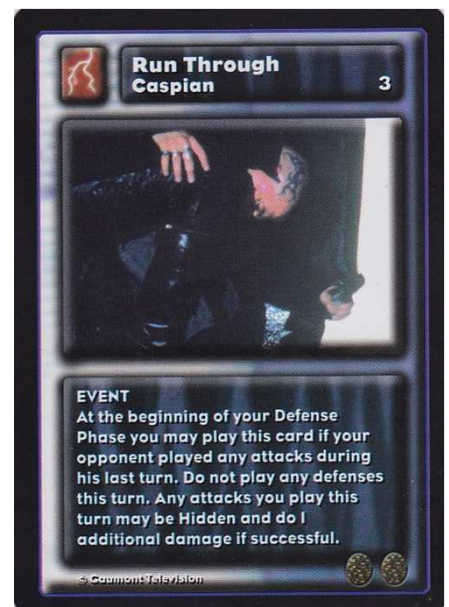 Run Through
Caspian 3
EVENT
At the beginning of your Defense
Phase you may play this card if your
opponent played any attacks during
his last turn. Do not play any defenses
this turn. Any attacks you play this
turn may be Hidden and do 1
additional damage if successful.
© Gaumont Television